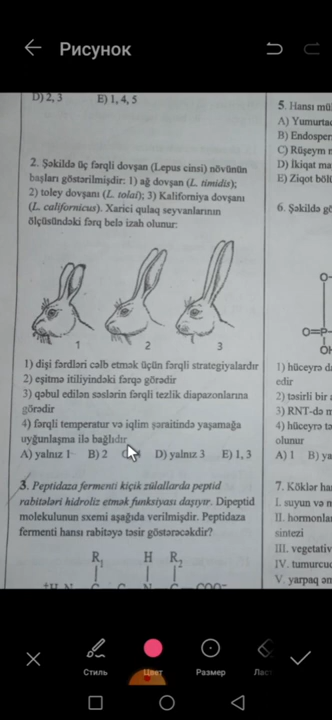 Рисунок
D) 2, 3 E) 1, 4, 5
2. Şəkildə üç fərqli dovşan (Lepus cinsi) növünün
başları göstərilmişdir: 1) ağ dovşan (L. timidis);
2) toley dovşanı (L. tolai); 3) Kaliforniya dovşanı
(L. californicus). Xarici qulaq seyvanlarının
ölçüsündəki fərq belə izah olunur:
1 2 3
1) dişi fərdləri cəlb etmək üçün fərqli strategiyalardır
2) eşitmə itiliyindəki fərqə görədir
3) qəbul edilən səslərin fərqli tezlik diapazonlarına
görədir
4) fərqli temperatur və iqlim şəraitində yaşamağa
uyğunlaşma ilə bağlıdır
A) yalnız 1 B) 2 D) yalnız 3 E) 1, 3
3. Peptidaza fermenti kiçik zülallarda peptid
rabitələri hidroliz etmək funksiyası daşıyır. Dipeptid
molekulunun sxemi aşağıda verilmişdir. Peptidaza
fermenti hansı rabitəyə təsir göstərəcəkdir?
R1 H R2
5. Hansı
A) Yumurta
B) Endosper
C) Rüşeym
D) İkiqat
E) Ziqot
6. Şəkildə
O
O=P
1) hüceyrə
edir
2) təsirli bir
3) RNT-də
4) hüceyrə
olunur
A) 1 B)
7. Köklər
I. suyun və
II. hormonla
sintezi
III. vegetativ
IV. tumurcu
V. yarpaq
Стиль Цвет Размер